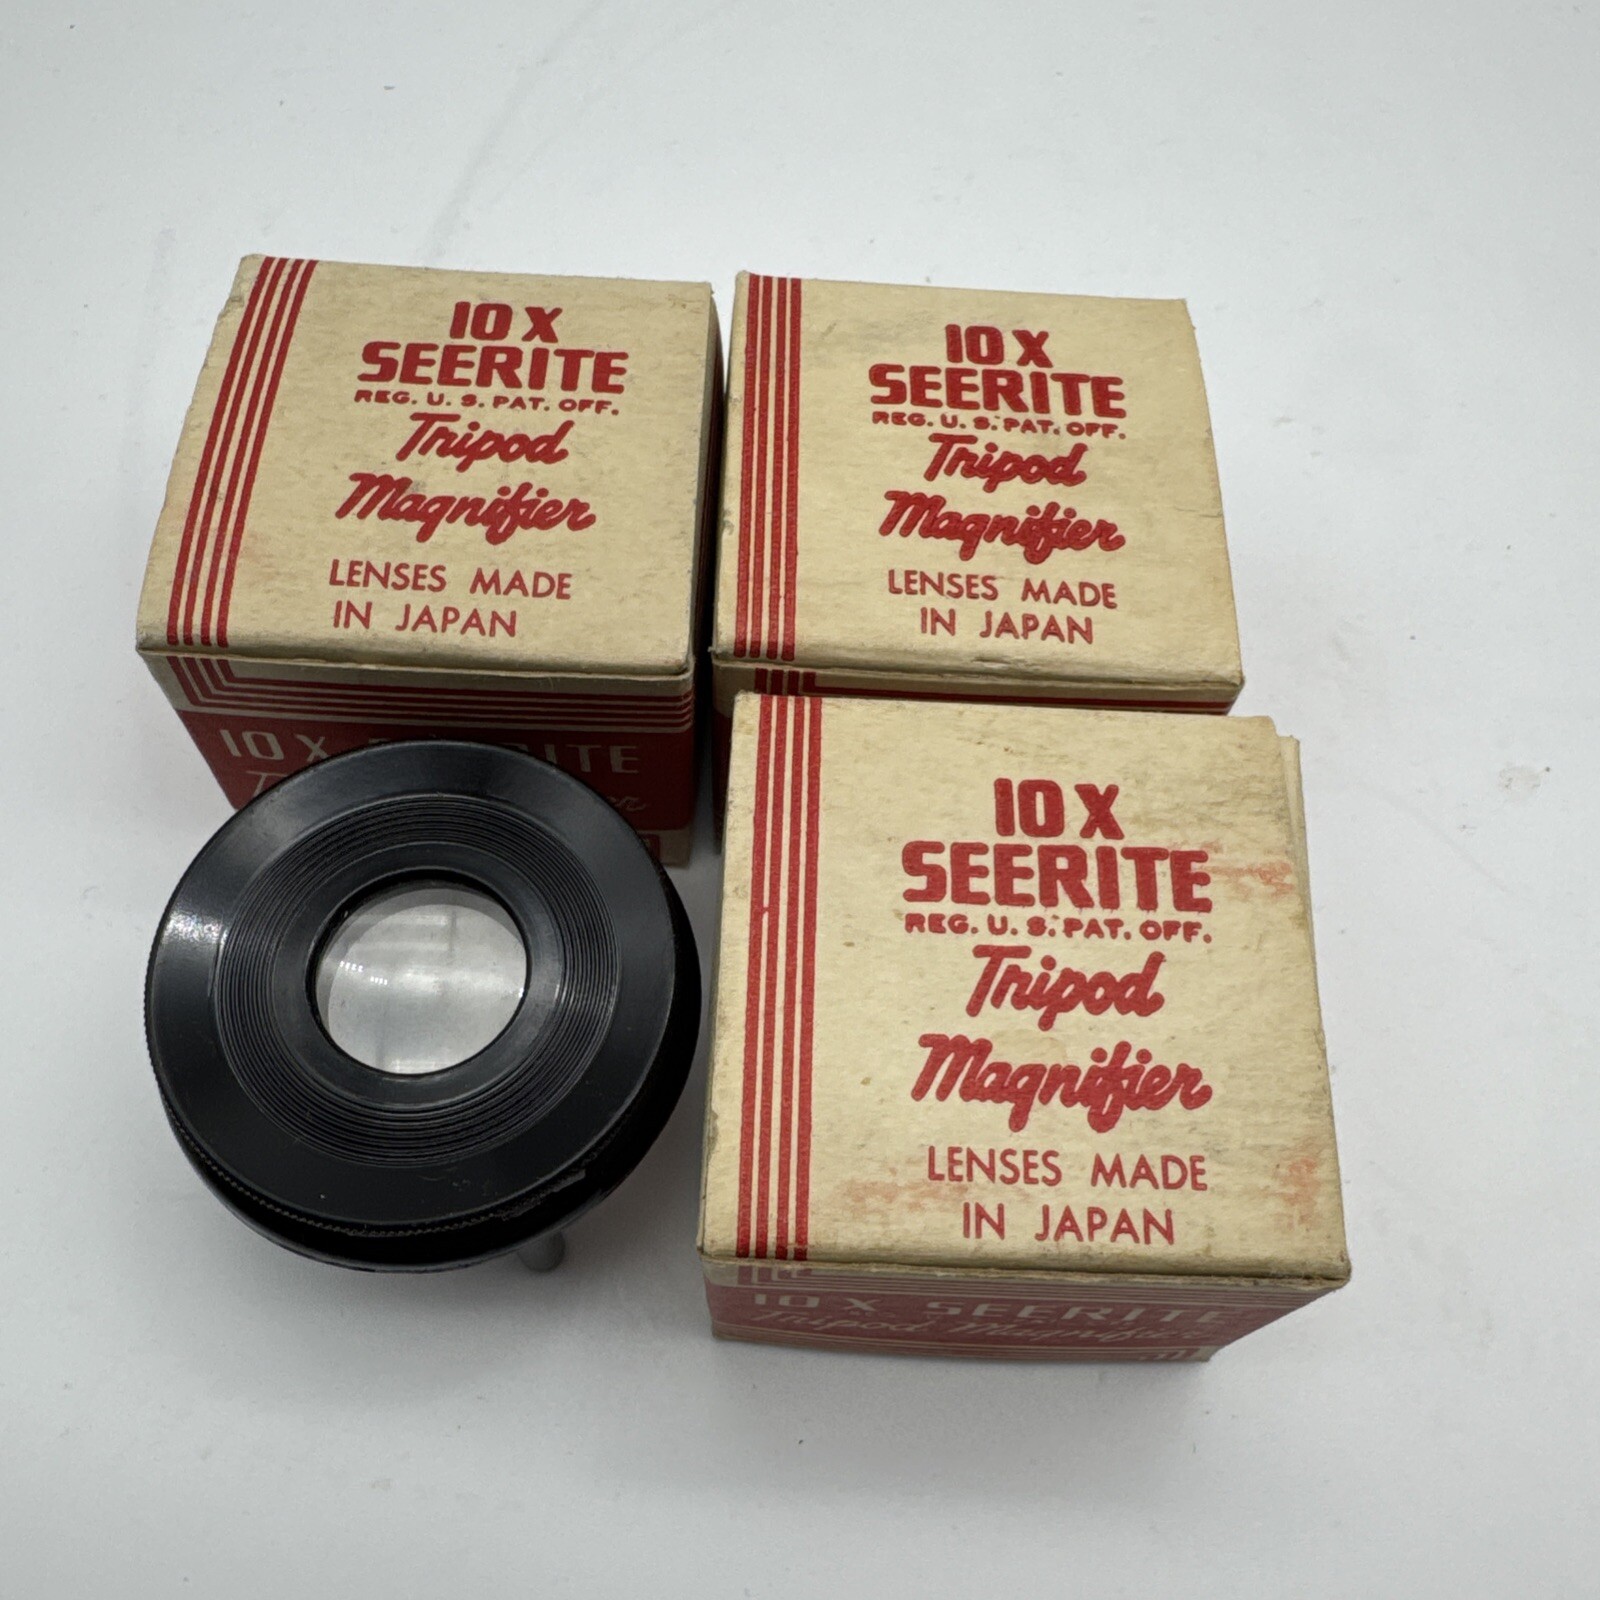 10 X
SEERITE
REG. U. S. PAT. OFF.
Tripod
Magnifier
LENSES MADE
IN JAPAN
10 X
SEERITE
REG. U. S. PAT. OFF.
Tripod
Magnifier
LENSES MADE
IN JAPAN
10 X
10 X
SEERITE
REG. U. S. PAT. OFF.
Tripod
Magnifier
LENSES MADE
IN JAPAN
10 X SEERITE
Tripod Magnifier